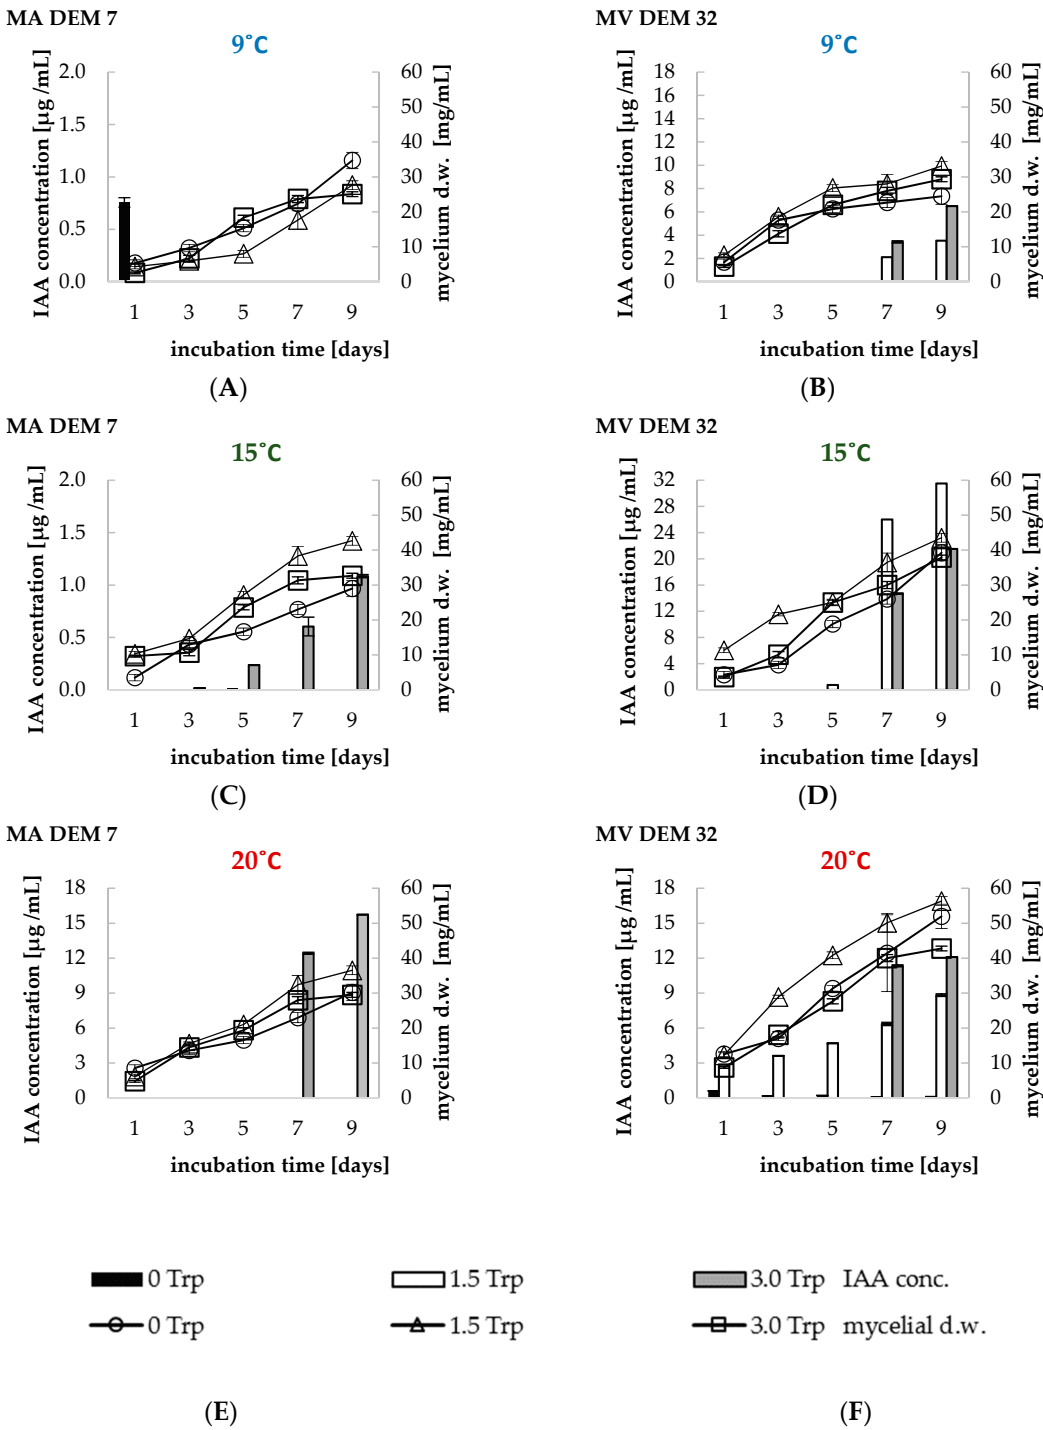 MA DEM 7
9°C
IAA concentration [µg /mL]
2.0
1.5
1.0
0.5
0.0
60
50
40
30
20
10
0
mycelium d.w. [mg/mL]
1 3 5 7 9
incubation time [days]
(A)
MV DEM 32
9°C
IAA concentration [µg /mL]
18
16
14
12
10
8
6
4
2
0
60
50
40
30
20
10
0
mycelium d.w. [mg/mL]
1 3 5 7 9
incubation time [days]
(B)
MA DEM 7
15°C
IAA concentration [µg /mL]
2.0
1.5
1.0
0.5
0.0
60
50
40
30
20
10
0
mycelium d.w. [mg/mL]
1 3 5 7 9
incubation time [days]
(C)
MV DEM 32
15°C
IAA concentration [µg /mL]
32
28
24
20
16
12
8
4
0
60
50
40
30
20
10
0
mycelium d.w. [mg/mL]
1 3 5 7 9
incubation time [days]
(D)
MA DEM 7
20°C
IAA concentration [µg /mL]
18
15
12
9
6
3
0
60
50
40
30
20
10
0
mycelium d.w. [mg/mL]
1 3 5 7 9
incubation time [days]
MV DEM 32
20°C
IAA concentration [µg /mL]
18
15
12
9
6
3
0
60
50
40
30
20
10
0
mycelium d.w. [mg/mL]
1 3 5 7 9
incubation time [days]
0 Trp 1.5 Trp 3.0 Trp IAA conc.
0 Trp 1.5 Trp 3.0 Trp mycelial d.w.
(E) (F)